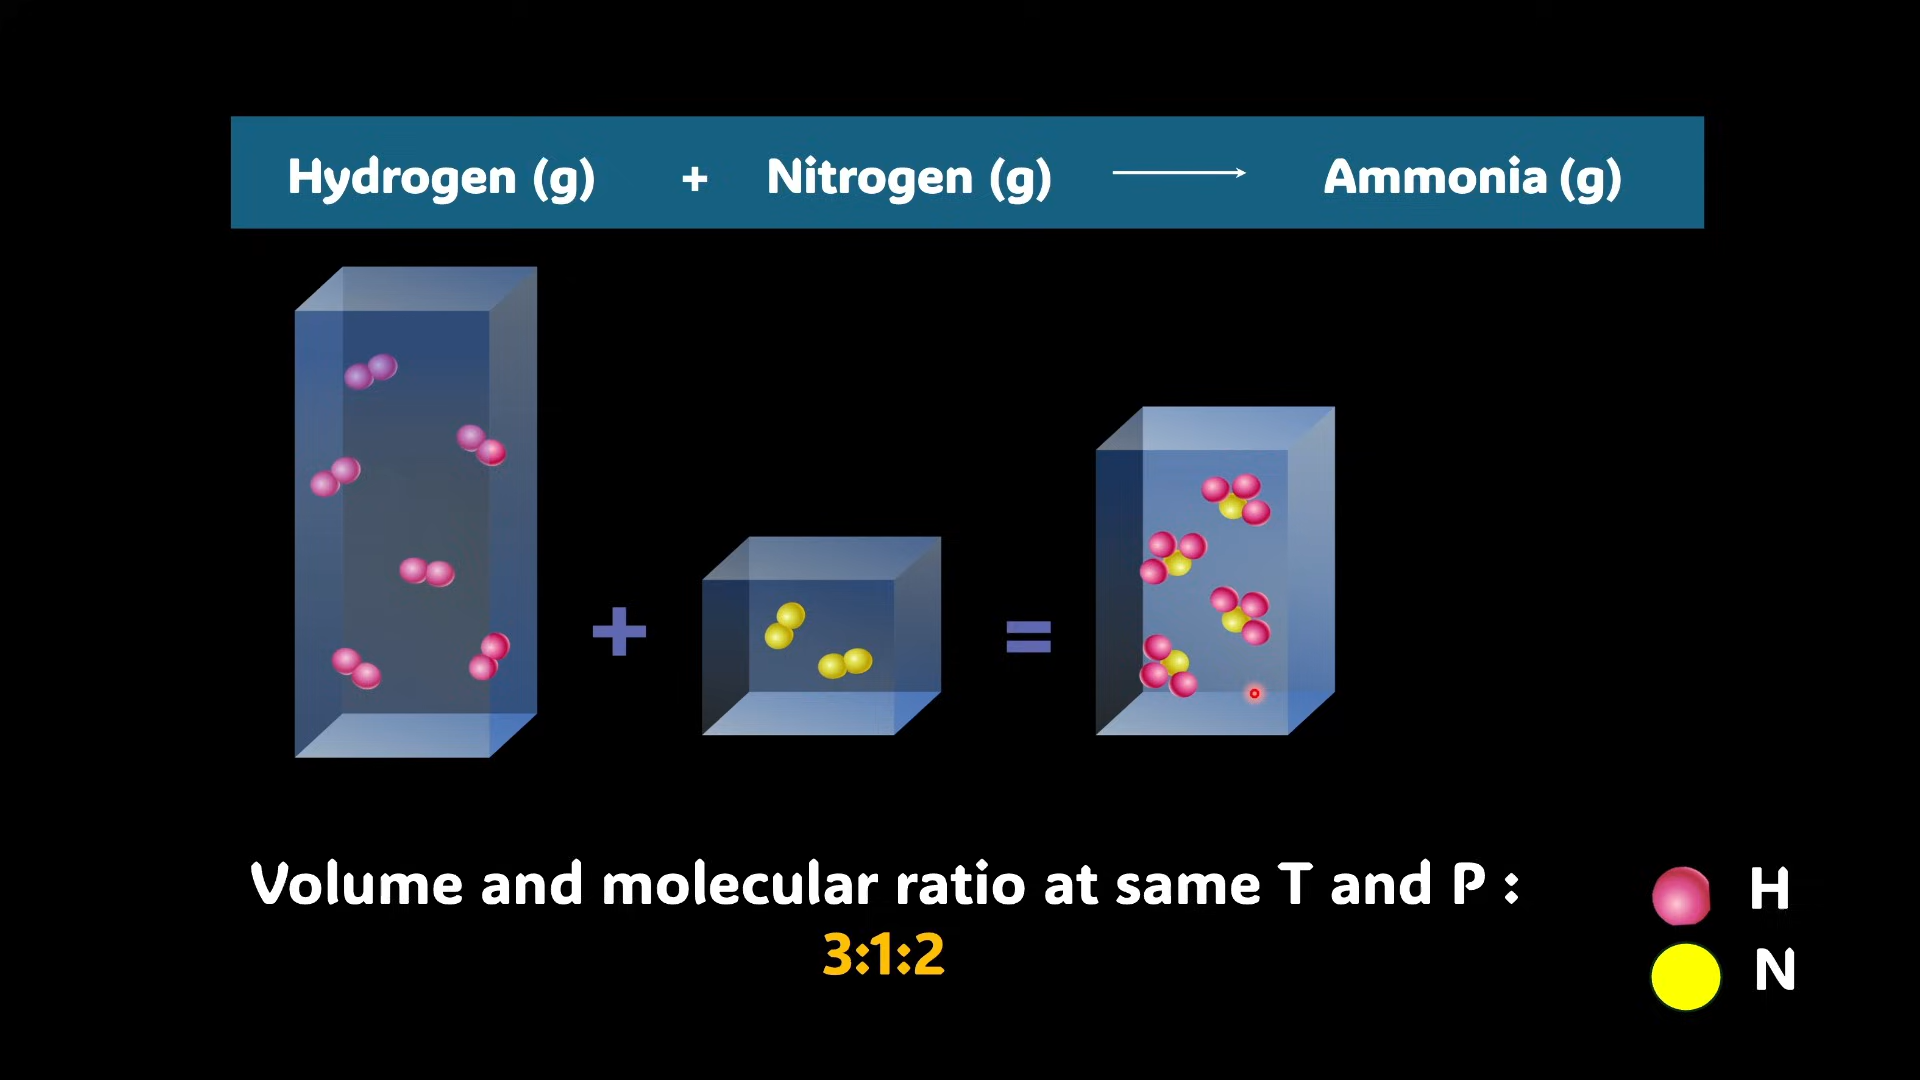 Hydrogen (g) + Nitrogen (g) ⟶ Ammonia (g)
+ =
Volume and molecular ratio at same T and P :
3:1:2
H
N